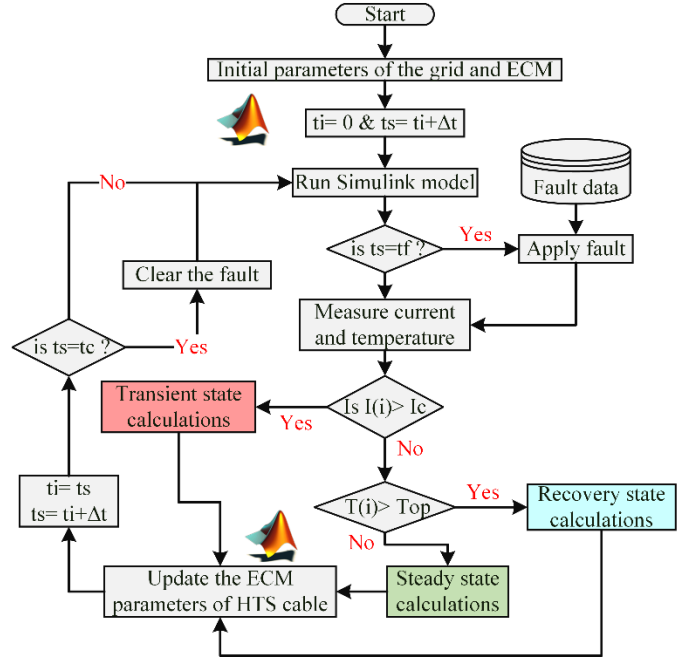 Start
Initial parameters of the grid and ECM
ti= 0 & ts= ti+Δt
No
Run Simulink model
Fault data
is ts=tf ?
Yes
Apply fault
Clear the fault
Measure current
and temperature
is ts=tc ?
Yes
Transient state
calculations
Yes
Is I(i)> Ic
No
ti= ts
ts= ti+Δt
T(i)> Top
Yes
Recovery state
calculations
No
Update the ECM
parameters of HTS cable
Steady state
calculations